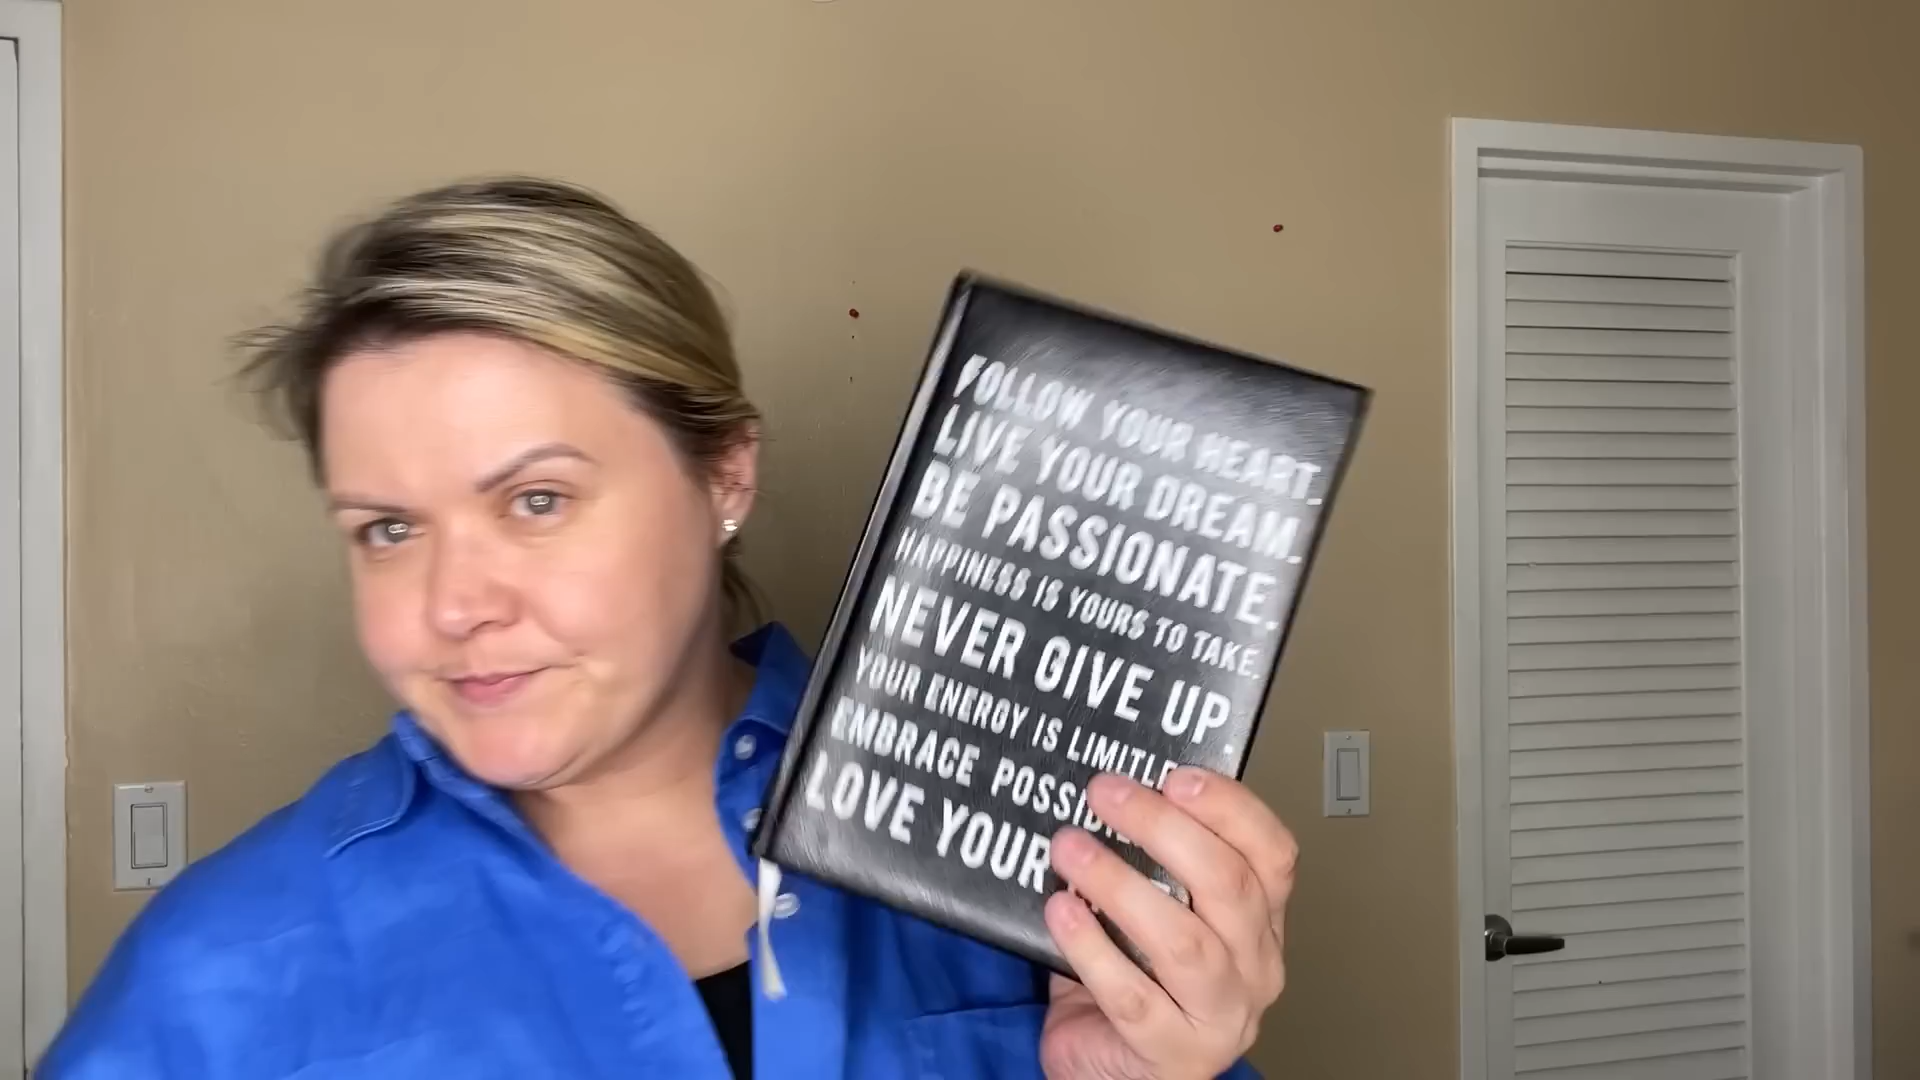 FOLLOW YOUR HEART.
LIVE YOUR DREAM.
BE PASSIONATE.
HAPPINESS IS YOURS TO TAKE.
NEVER GIVE UP.
YOUR ENERGY IS
EMBRACE
LOVE YOUR